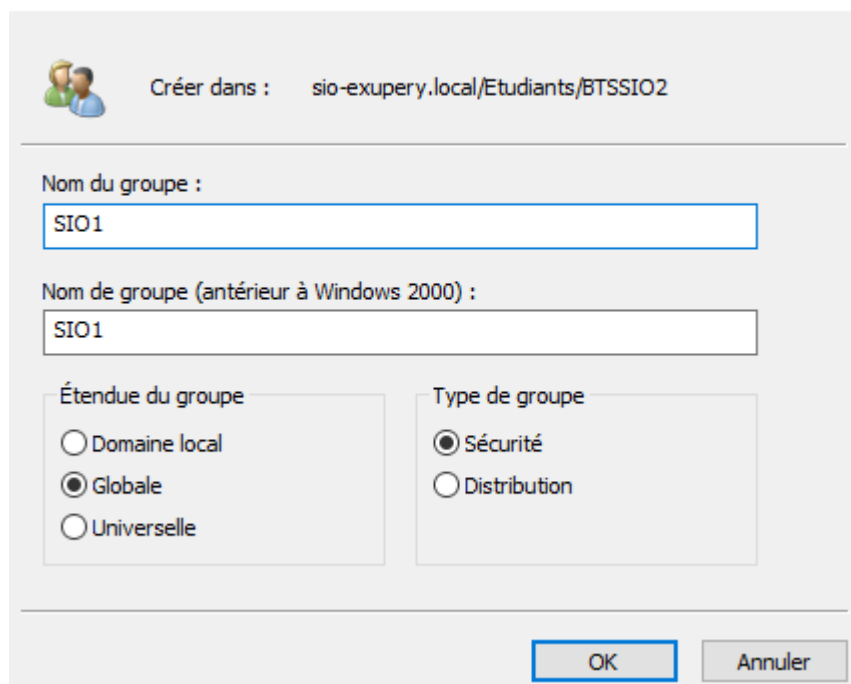 Créer dans : sio-exupery.local/Etudiants/BTSSIO2
Nom du groupe :
SIO1
Nom de groupe (antérieur à Windows 2000) :
SIO1
Étendue du groupe
Domaine local
Globale
Universelle
Type de groupe
Sécurité
Distribution
OK Annuler